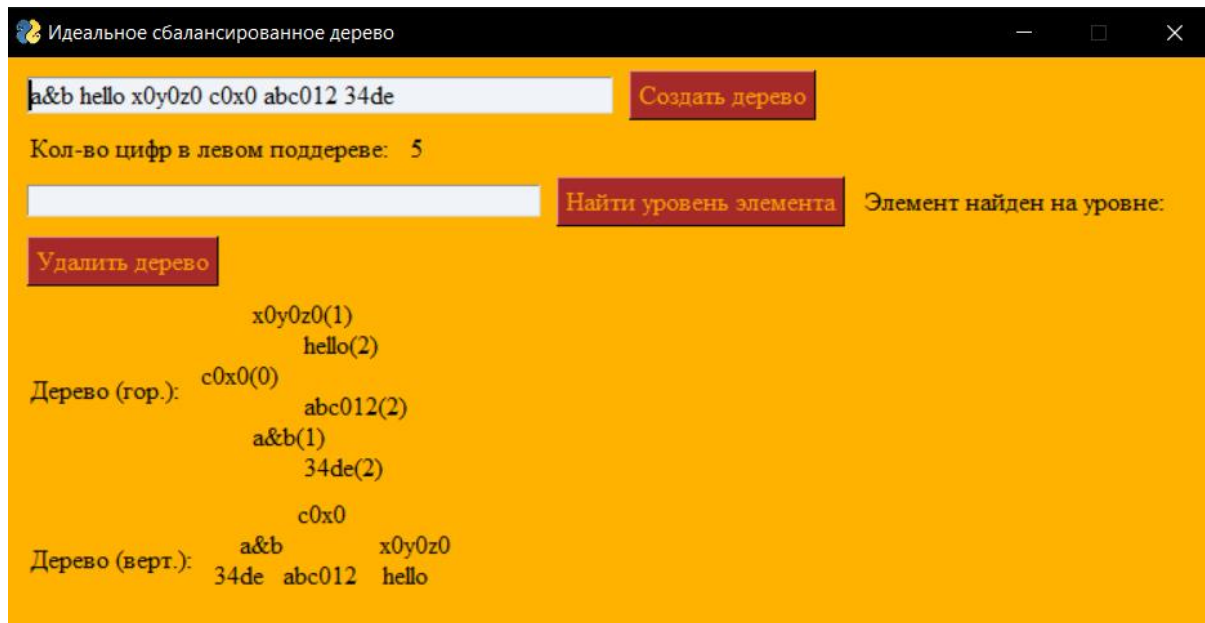 Идеальное сбалансированное дерево
a&b hello x0y0z0 c0x0 abc012 34de Создать дерево
Кол-во цифр в левом поддереве: 5
Найти уровень элемента Элемент найден на уровне:
Удалить дерево
x0y0z0(1)
hello(2)
Дерево (гор.): c0x0(0)
abc012(2)
a&b(1)
34de(2)
c0x0
Дерево (верт.): a&b x0y0z0
34de abc012 hello